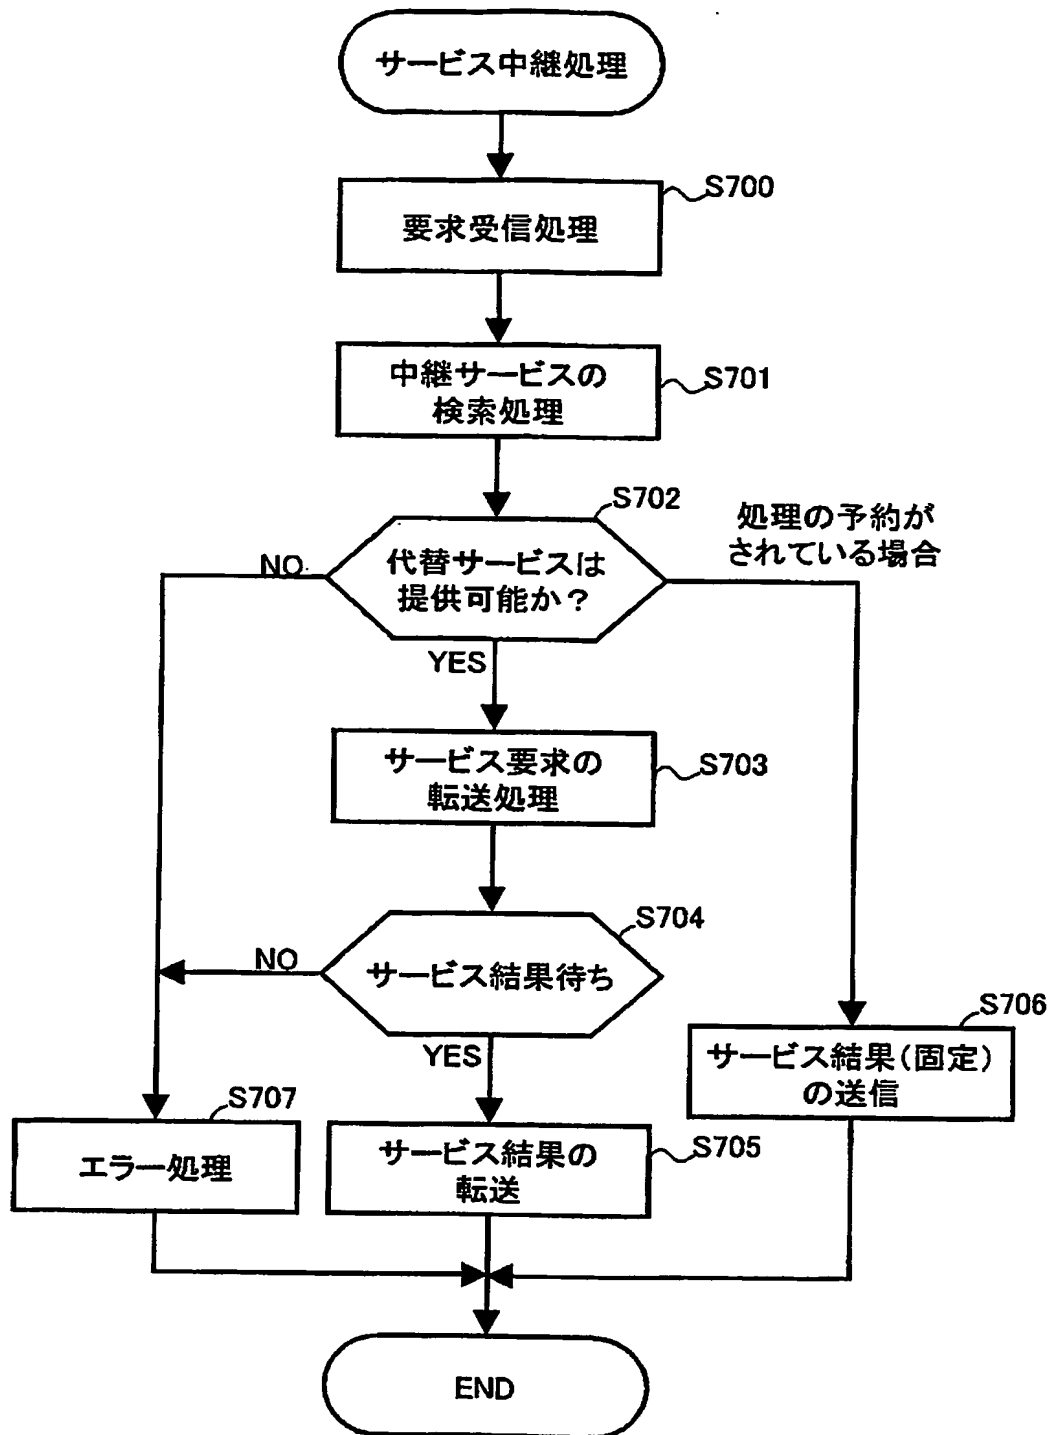 サービス中継処理
S700
要求受信処理
S701
中継サービスの
検索処理
S702
処理の予約が
されている場合
NO
代替サービスは
提供可能か?
YES
S703
サービス要求の
転送処理
S704
NO
サービス結果待ち
YES
S706
サービス結果(固定)
の送信
S707
エラー処理
S705
サービス結果の
転送
END